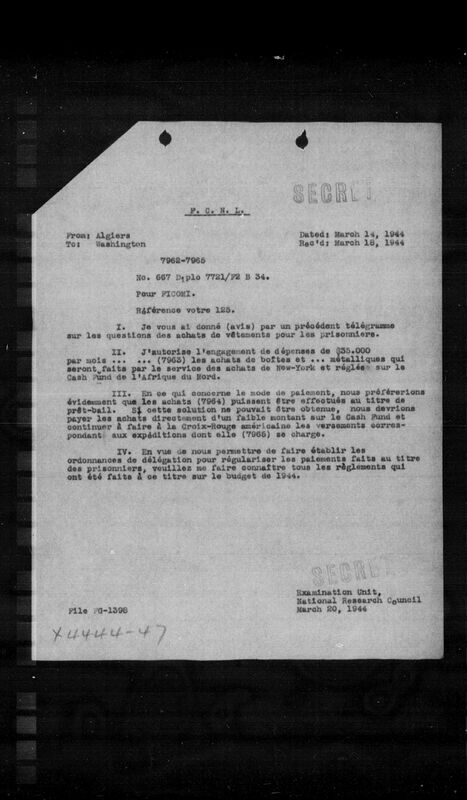 SECRET
F. C. N. L.
From: Algiers
Dated: March 14, 1944
To: Washington
Rec'd: March 18, 1944
7962-7965
No. 667 Diplo 7721/F2 B 34.
Pour FICOMI.
Référence votre 125.
I. Je vous ai donné (avis) par un précédent télégramme
sur les questions des achats de vêtements pour les prisonniers.
II. J'autorise l'engagement de dépenses de $35.000
par mois ... ... (7963) les achats de boîtes et ... métalliques qui
seront faits par le service des achats de New-York et réglés sur le
Cash Fund de l'Afrique du Nord.
III. En ce qui concerne le mode de paiement, nous préférerions
évidemment que les achats (7964) puissent être effectués au titre de
prêt-bail. Si cette solution ne pouvait être obtenue, nous devrions
payer les achats directement d'un faible montant sur le Cash Fund et
continuer à faire à la Croix-Rouge américaine les versements corres-
pondant aux expéditions dont elle (7965) se charge.
IV. En vue de nous permettre de faire établir les
ordonnances de délégation pour régulariser les paiements faits au titre
des prisonniers, veuillez me faire connaître tous les règlements qui
ont été faits à ce titre sur le budget de 1944.
SECRET
Examination Unit,
National Research Council
File FG-1398
March 20, 1944
X4444-47